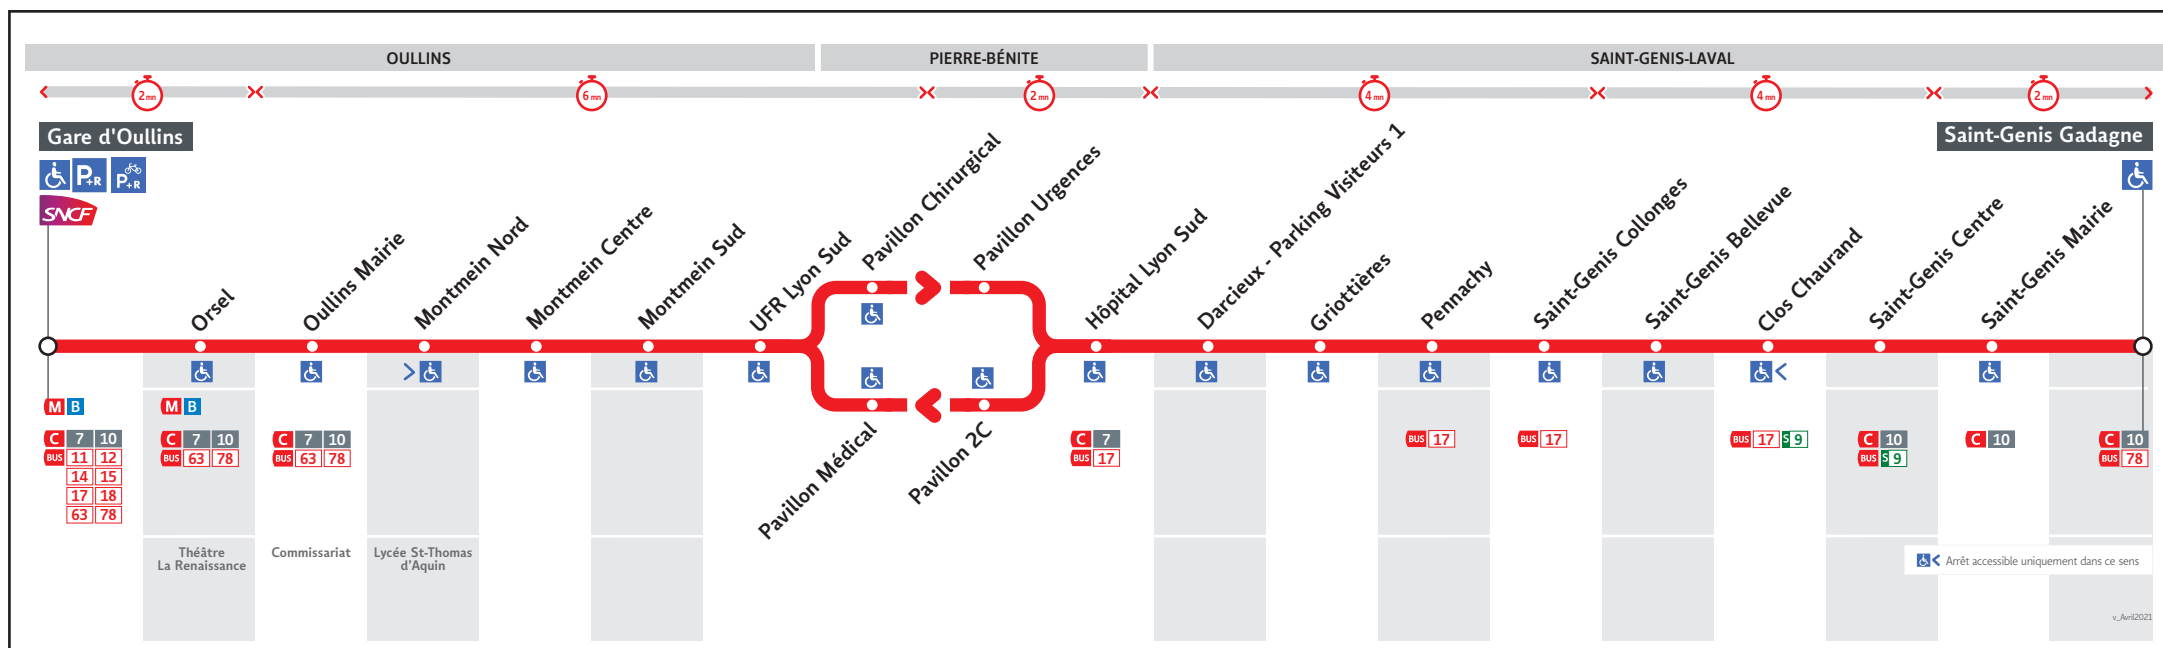 OULLINS
PIERRE-BÉNITE
SAINT-GENIS-LAVAL
2 mn
6 mn
2 mn
4 mn
4 mn
2 mn
Gare d'Oullins
Saint-Genis Gadagne
P+R
P+R
SNCF
Orsel
Oullins Mairie
Montmein Nord
Montmein Centre
Montmein Sud
UFR Lyon Sud
Pavillon Chirurgical
Pavillon Urgences
Hôpital Lyon Sud
Darcieux - Parking Visiteurs 1
Griottières
Pennachy
Saint-Genis Collonges
Saint-Genis Bellevue
Clos Chaurand
Saint-Genis Centre
Saint-Genis Mairie
Pavillon Médical
Pavillon 2C
M B
C 7 10
BUS 11 12
14 15
17 18
63 78
M B
C 7 10
BUS 63 78
C 7 10
BUS 63 78
C 7
BUS 17
BUS 17
BUS 17
BUS 17 S 9
C 10
BUS S 9
C 10
C 10
BUS 78
Théâtre
La Renaissance
Commissariat
Lycée St-Thomas
d'Aquin
Arrêt accessible uniquement dans ce sens
v_Avril2021